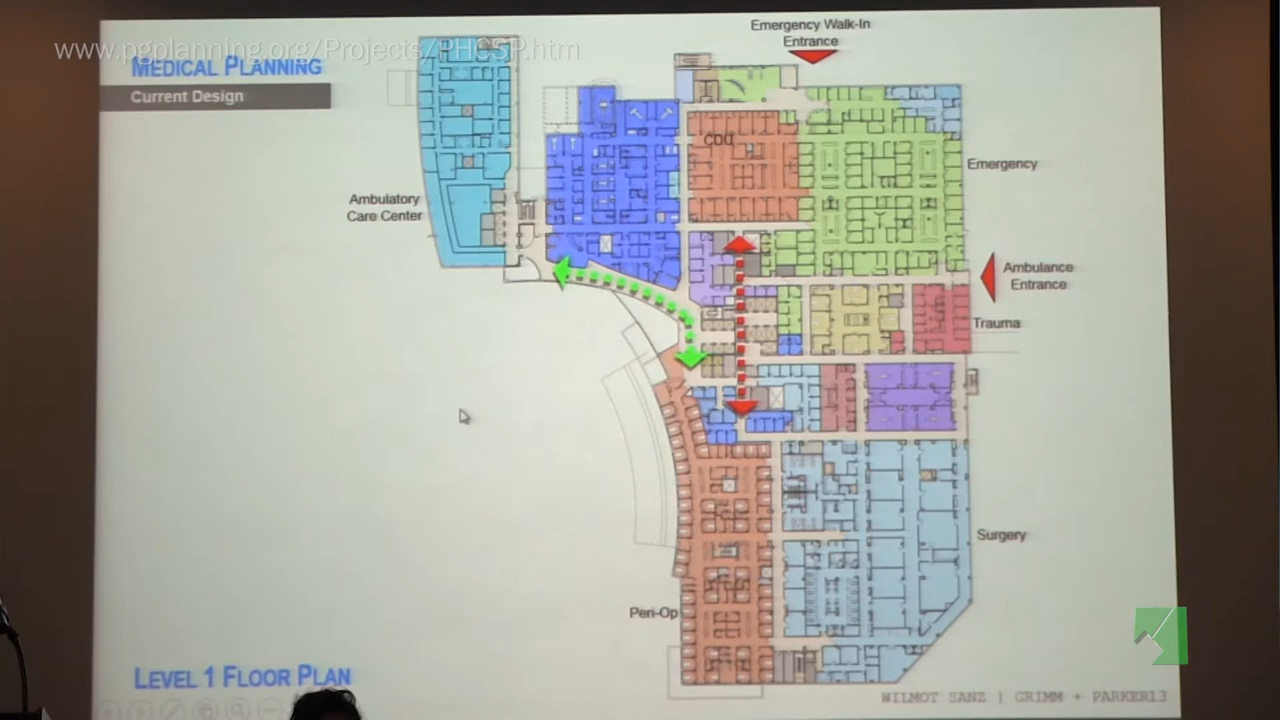 www.pgplanning.org/Projects/PHCSP.htm
MEDICAL PLANNING
Current Design
Emergency Walk-In
Entrance
CDU
Emergency
Ambulatory
Care Center
Ambulance
Entrance
Trauma
Surgery
Peri-Op
LEVEL 1 FLOOR PLAN
WILMOT SANZ | GRIMM + PARKER13